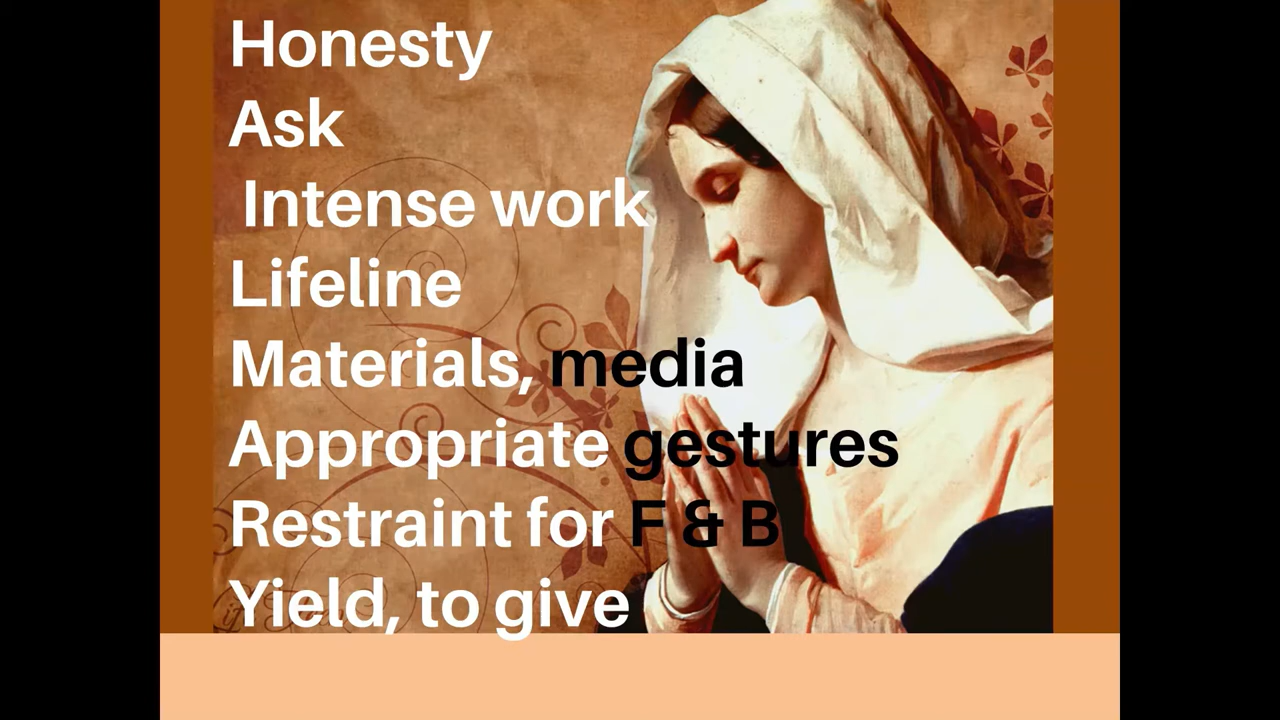 Honesty
Ask
Intense work
Lifeline
Materials, media
Appropriate gestures
Restraint for F & B
Yield, to give